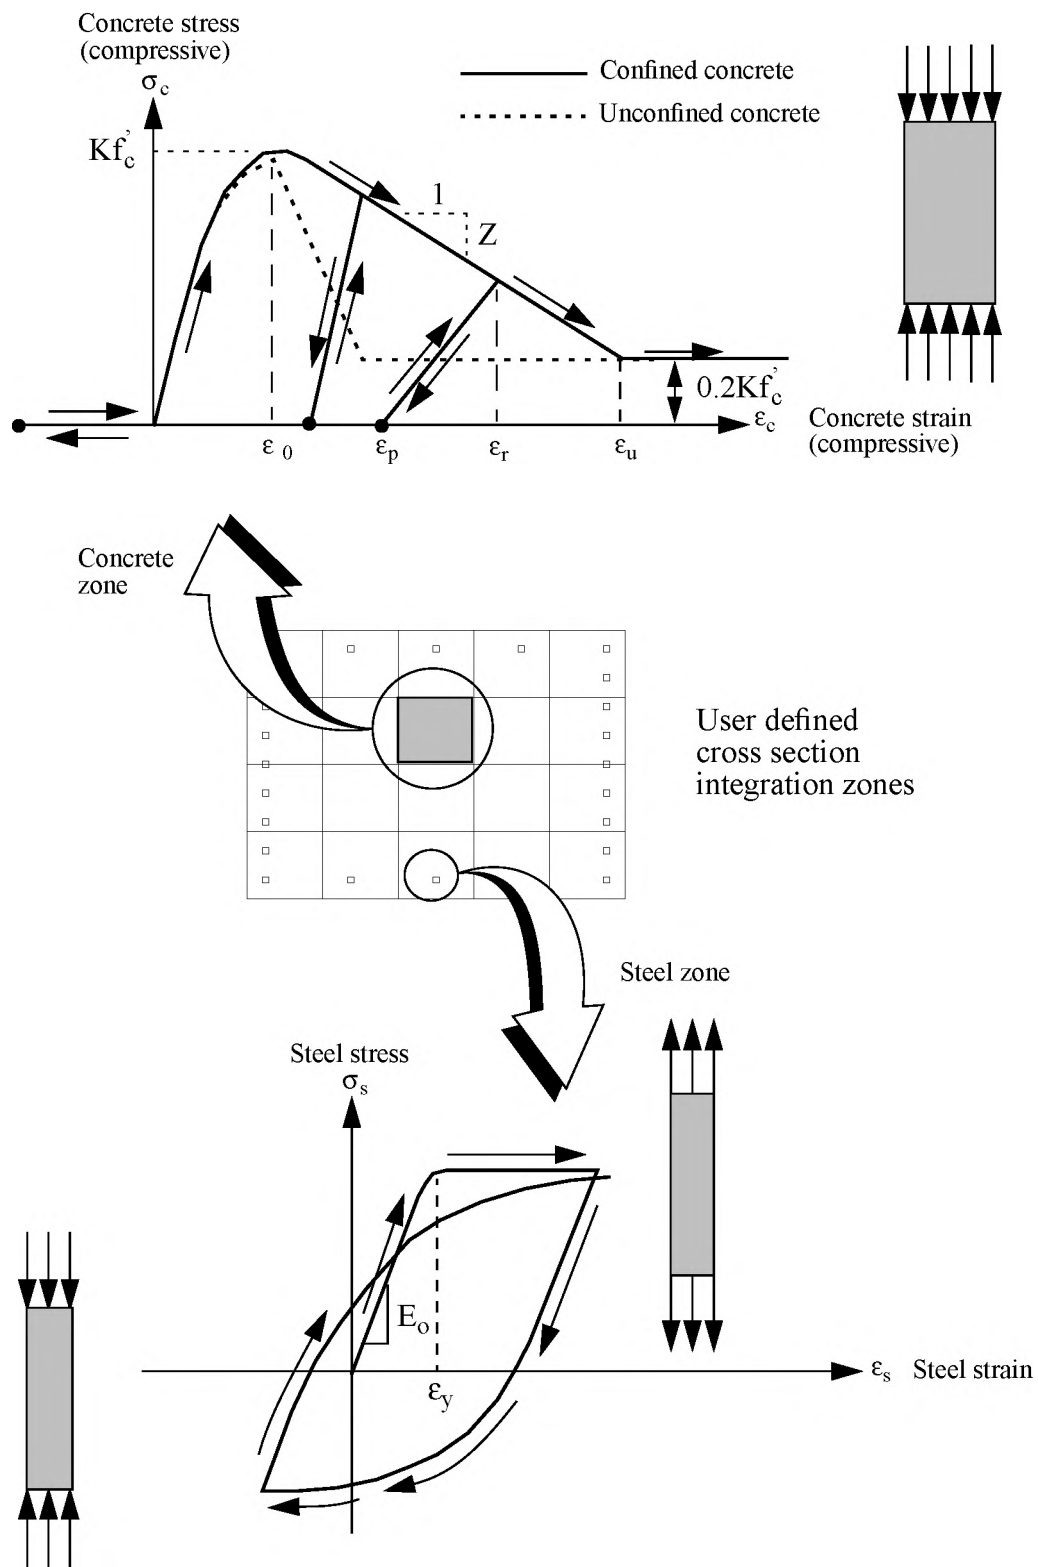 Concrete stress
(compressive)
σc
Confined concrete
Unconfined concrete
Kf'c
1
Z
0.2Kf'c
εc
Concrete strain
(compressive)
ε0
εp
εr
εu
Concrete
zone
User defined
cross section
integration zones
Steel zone
Steel stress
σs
Eo
εy
εs Steel strain